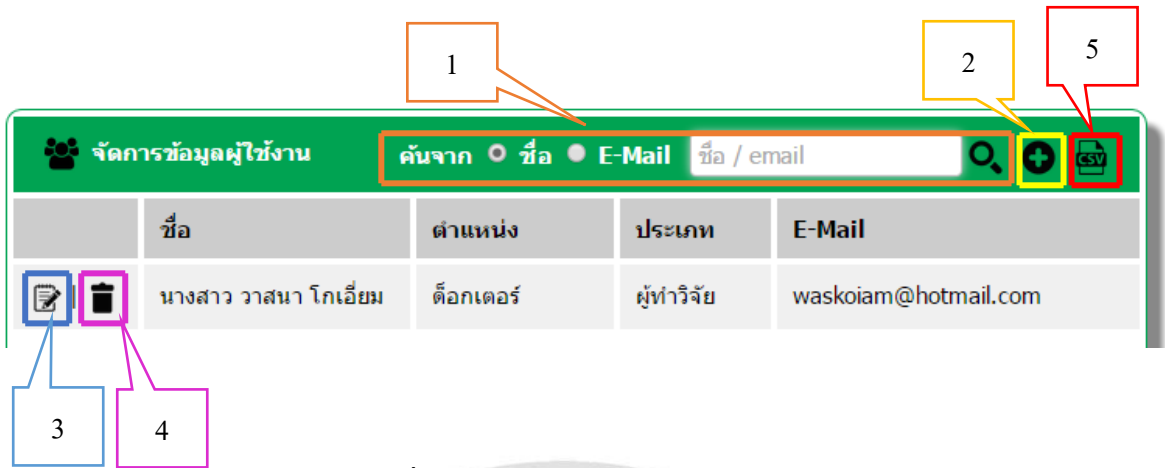 1
2
5
จัดการข้อมูลผู้ใช้งาน ค้นจาก ชื่อ E-Mail ชื่อ / email CSV
ชื่อ ตำแหน่ง ประเภท E-Mail
นางสาว วาสนา โกเอี่ยม ด็อกเตอร์ ผู้ทำวิจัย waskoiam@hotmail.com
3
4